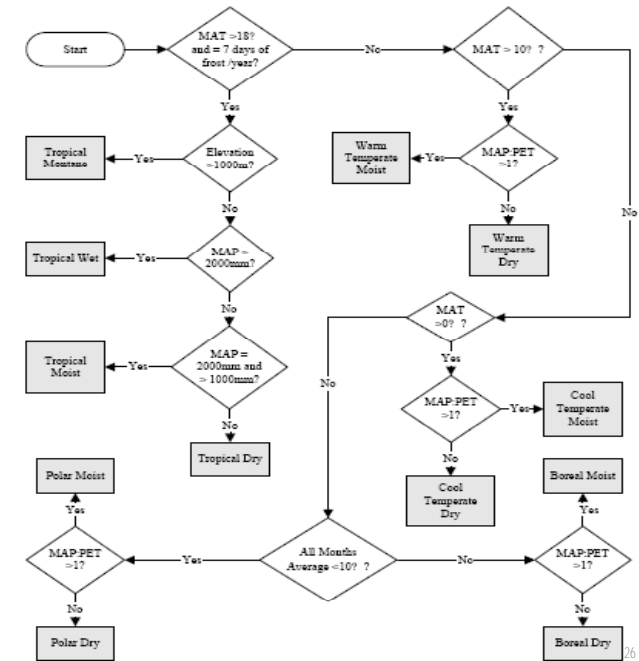 Start
MAT >18?
and = 7 days of
frost /year?
No
MAT > 10? ?
Yes
Yes
Tropical
Montane
Yes
Elevation
>1000m?
Warm
Temperate
Moist
Yes
MAP:PET
>1?
No
No
No
Warm
Temperate
Dry
Tropical Wet
Yes
MAP >
2000mm?
No
MAT
>0? ?
Yes
Tropical
Moist
Yes
MAP =
2000mm and
> 1000mm?
No
MAP:PET
>1?
Yes
Cool
Temperate
Moist
No
No
Tropical Dry
Cool
Temperate
Dry
Polar Moist
Boreal Moist
Yes
Yes
MAP:PET
>1?
Yes
All Months
Average <10? ?
No
MAP:PET
>1?
No
No
Polar Dry
Boreal Dry
26